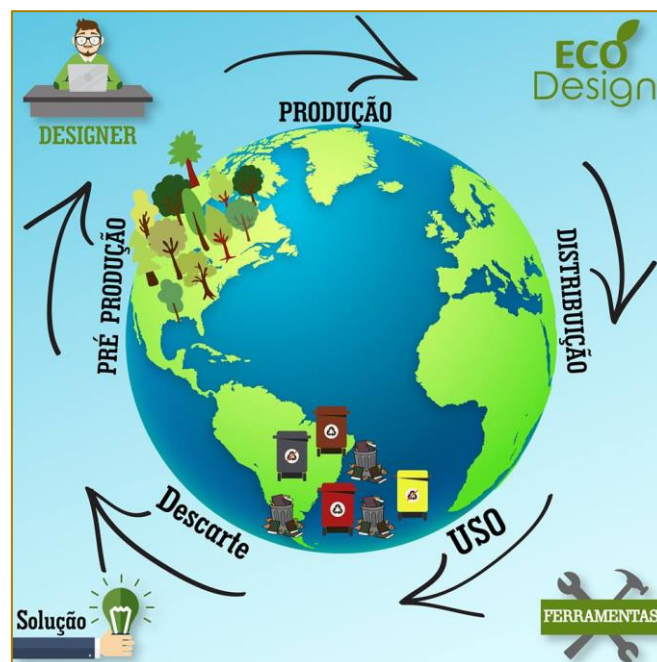 ECO
Design
PRODUÇÃO
DESIGNER
DISTRIBUIÇÃO
PRÉ PRODUÇÃO
USO
Descarte
Solução
FERRAMENTAS